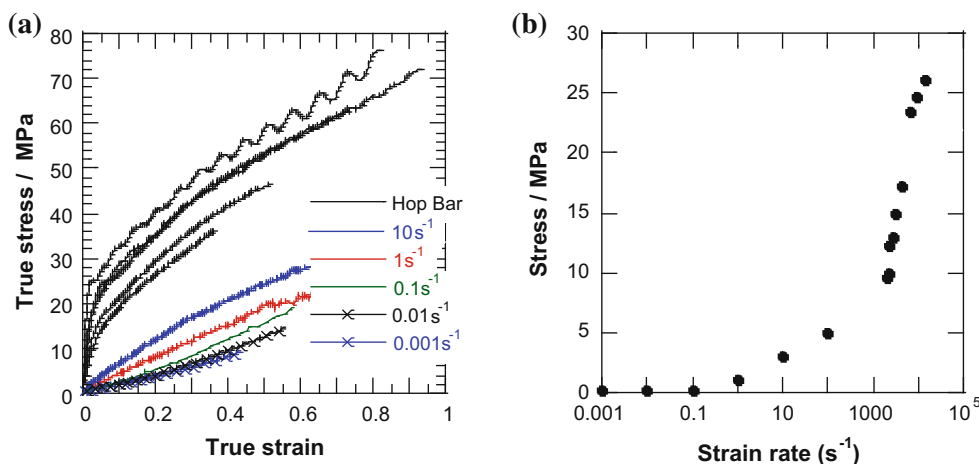 (a)
True stress / MPa
80
70
60
50
40
30
20
10
0
0
0.2
0.4
0.6
0.8
1
True strain
Hop Bar
10s⁻¹
1s⁻¹
0.1s⁻¹
0.01s⁻¹
0.001s⁻¹
(b)
Stress / MPa
30
25
20
15
10
5
0
0.001
0.1
10
1000
10⁵
Strain rate (s⁻¹)